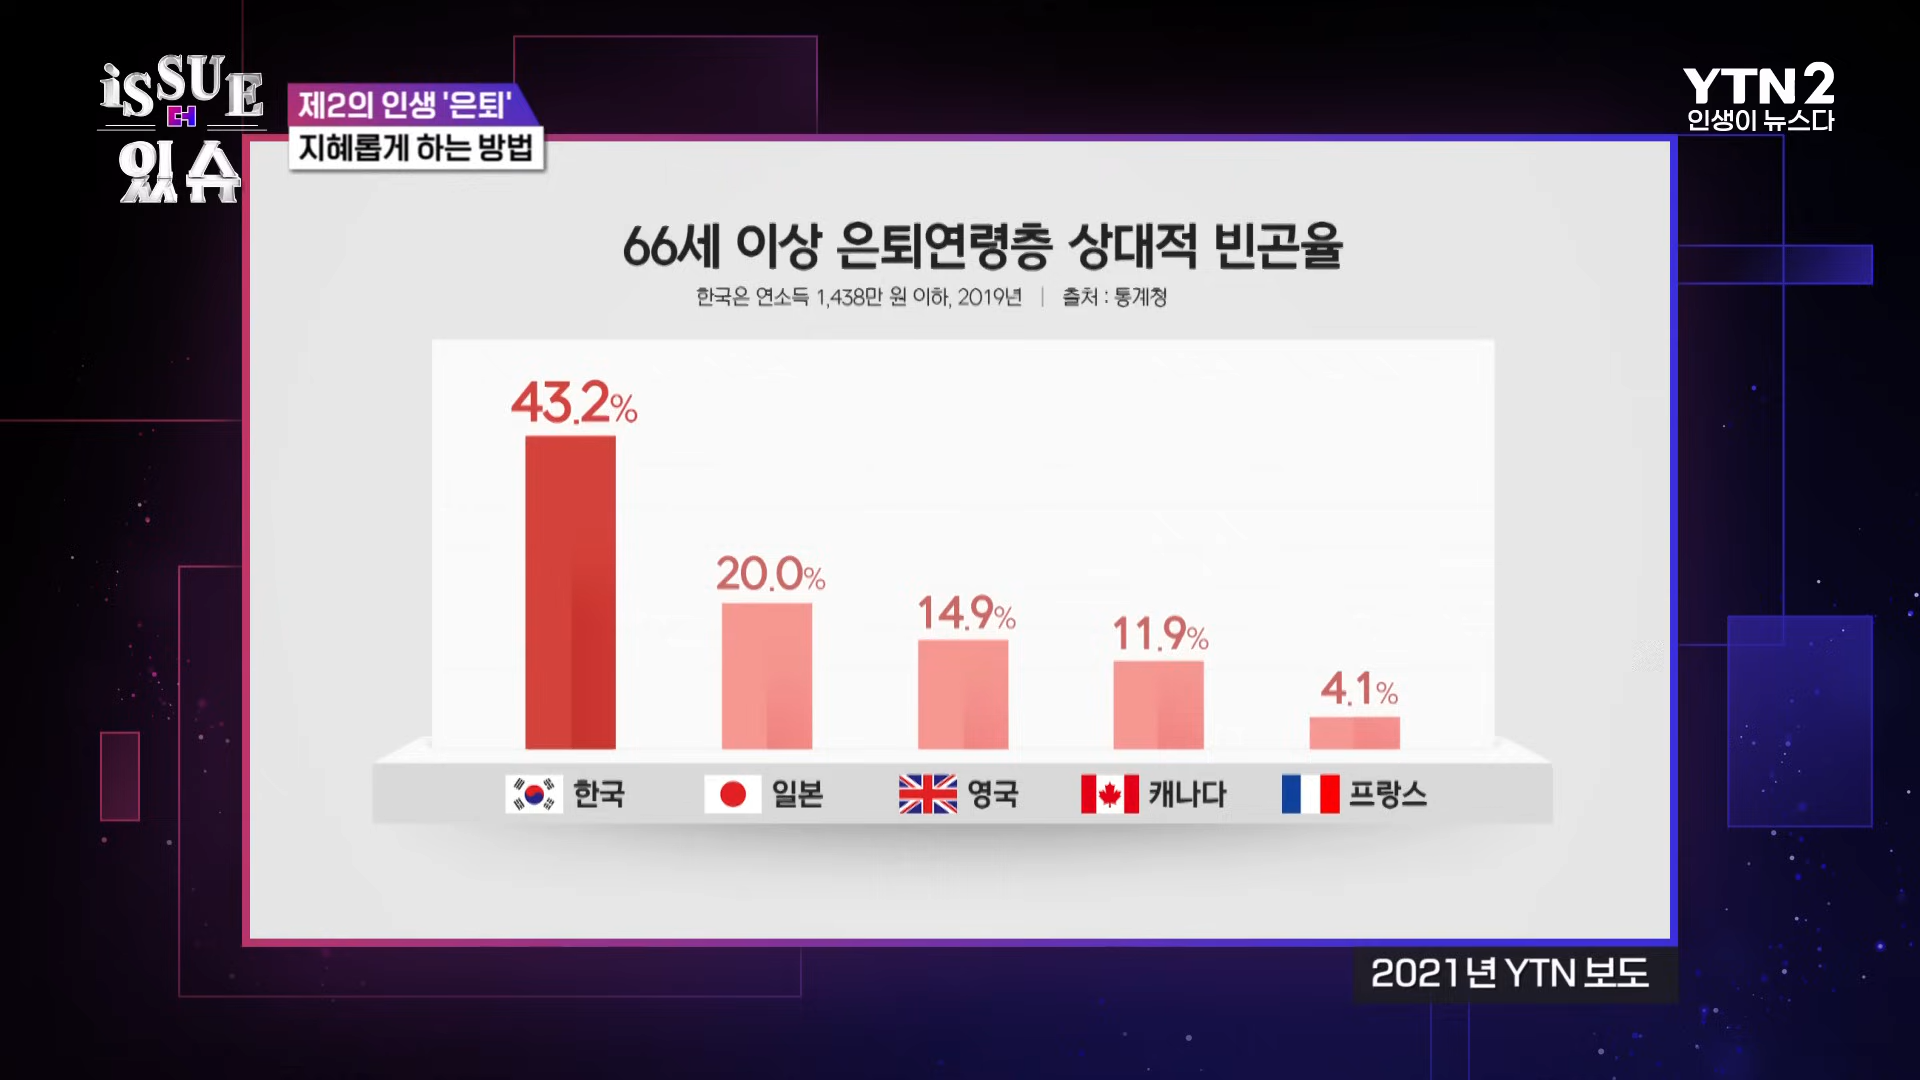 iSSUE
더
있슈
제2의 인생 '은퇴'
지혜롭게 하는 방법
YTN2
인생이 뉴스다
66세 이상 은퇴연령층 상대적 빈곤율
한국은 연소득 1,438만 원 이하, 2019년 | 출처 : 통계청
43.2%
20.0%
14.9%
11.9%
4.1%
한국 일본 영국 캐나다 프랑스
2021년 YTN 보도